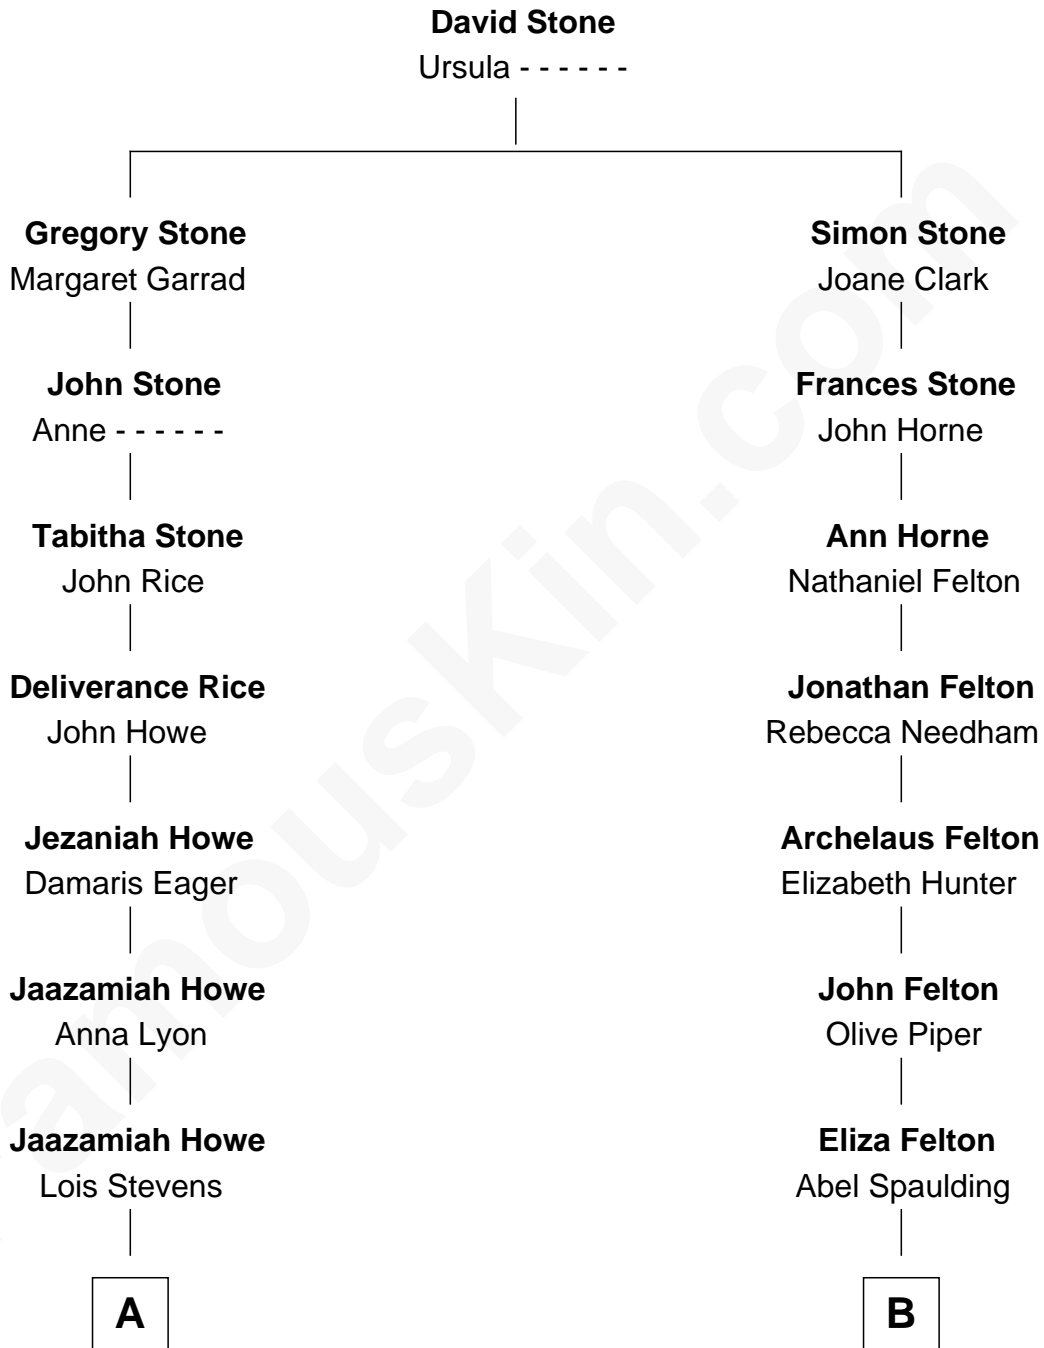 David Stone
Ursula - - - - - -
Gregory Stone
Margaret Garrad
Simon Stone
Joane Clark
John Stone
Anne - - - - - -
Frances Stone
John Horne
Tabitha Stone
John Rice
Ann Horne
Nathaniel Felton
Deliverance Rice
John Howe
Jonathan Felton
Rebecca Needham
Jezaniah Howe
Damaris Eager
Archelaus Felton
Elizabeth Hunter
Jaazamiah Howe
Anna Lyon
John Felton
Olive Piper
Jaazamiah Howe
Lois Stevens
Eliza Felton
Abel Spaulding
A
B
amouskin.com